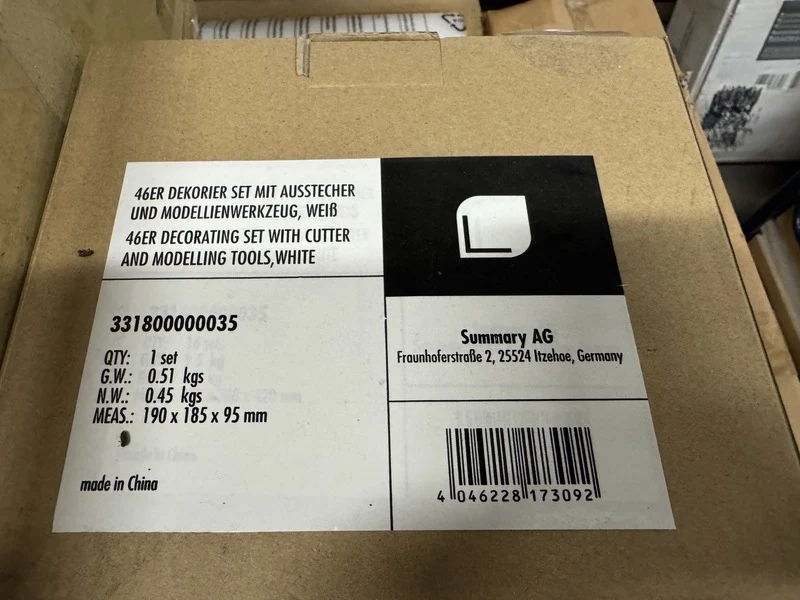 46ER DEKORIER SET MIT AUSSTECHER
UND MODELLIENWERKZEUG, WEIß
46ER DECORATING SET WITH CUTTER
AND MODELLING TOOLS,WHITE
331800000035
QTY: 1 set
G.W.: 0.51 kgs
N.W.: 0.45 kgs
MEAS.: 190 x 185 x 95 mm
made in China
Summary AG
Fraunhoferstraße 2, 25524 Itzehoe, Germany
4 046228 173092